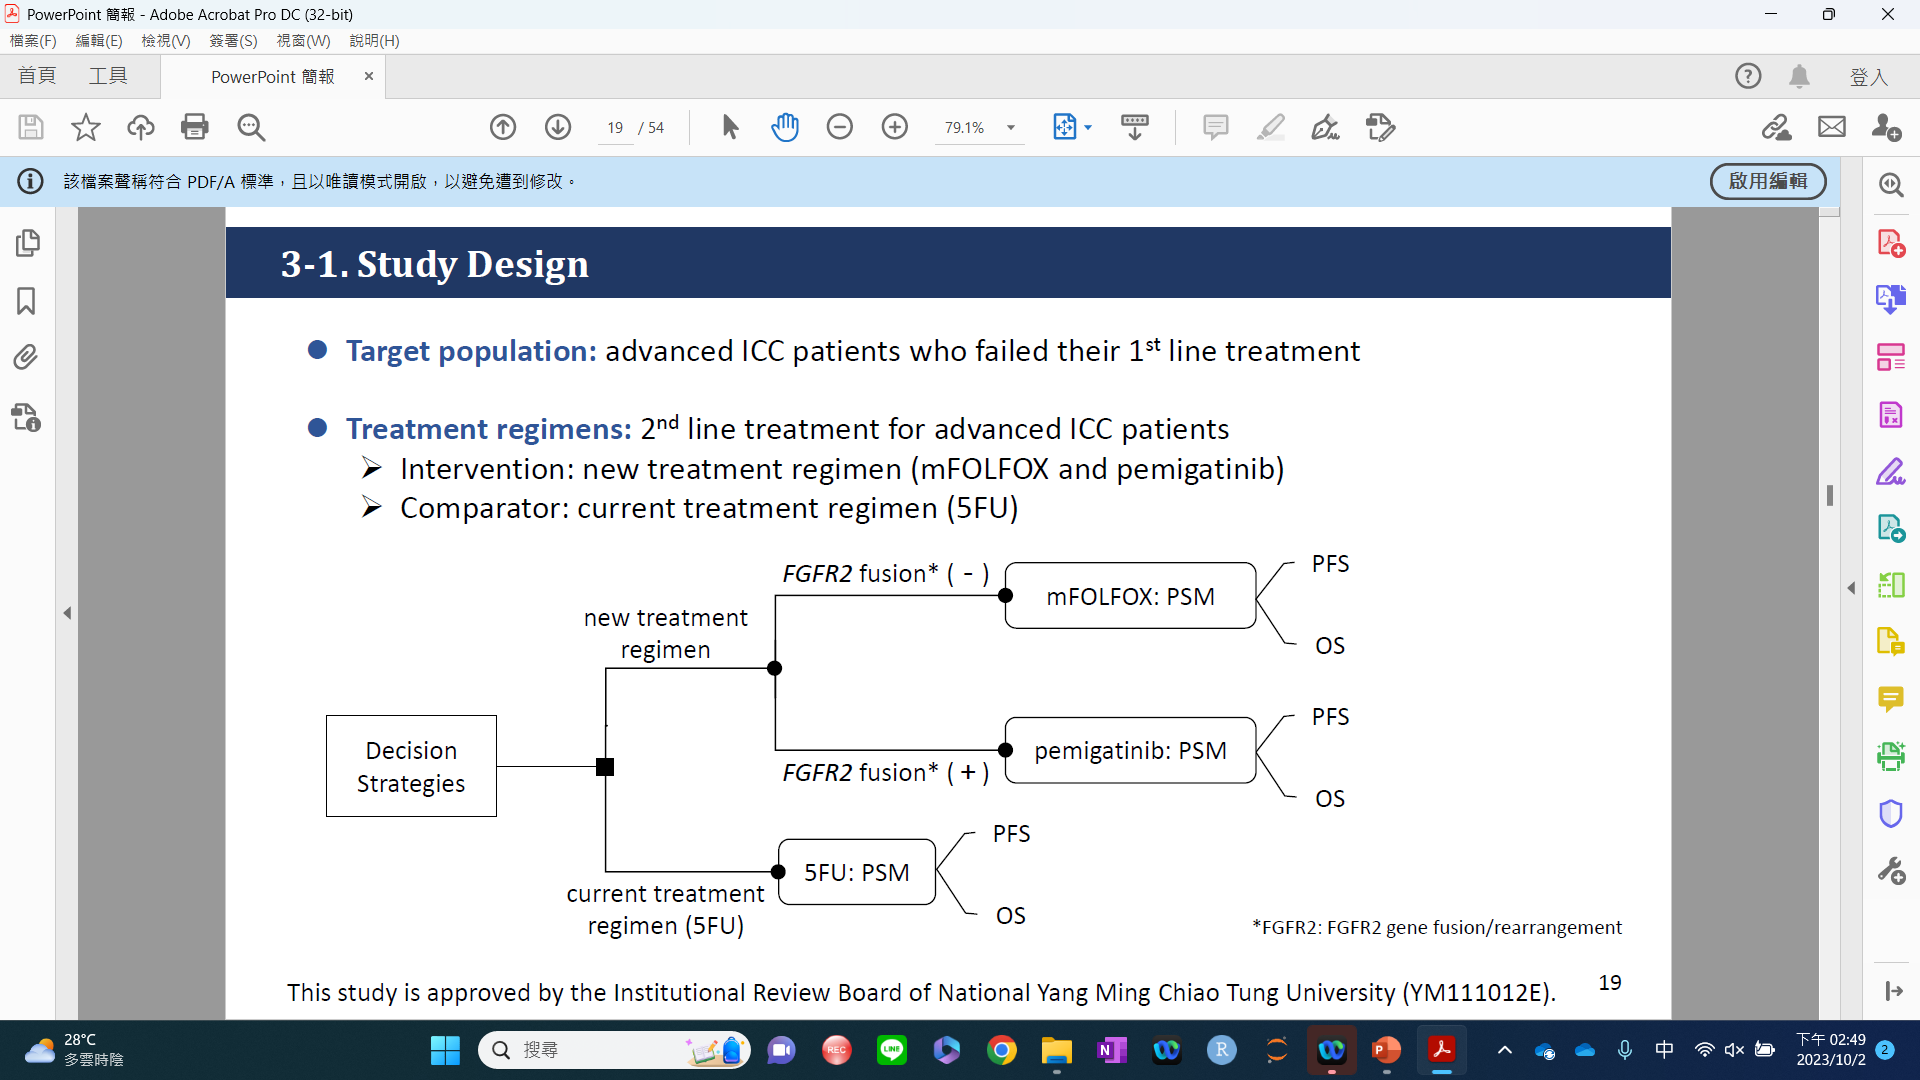 PowerPoint 簡報 - Adobe Acrobat Pro DC (32-bit)
檔案(F) 編輯(E) 檢視(V) 簽署(S) 視窗(W) 說明(H)
首頁 工具 PowerPoint 簡報 × 登入
19 / 54 79.1%
該檔案聲稱符合 PDF/A 標準，且以唯讀模式開啟，以避免遭到修改。 啟用編輯
3-1. Study Design
Target population: advanced ICC patients who failed their 1st line treatment
Treatment regimens: 2nd line treatment for advanced ICC patients
Intervention: new treatment regimen (mFOLFOX and pemigatinib)
Comparator: current treatment regimen (5FU)
FGFR2 fusion* ( - )
mFOLFOX: PSM
PFS
OS
new treatment
regimen
Decision
Strategies
FGFR2 fusion* ( + )
pemigatinib: PSM
PFS
OS
5FU: PSM
PFS
OS
current treatment
regimen (5FU)
*FGFR2: FGFR2 gene fusion/rearrangement
This study is approved by the Institutional Review Board of National Yang Ming Chiao Tung University (YM111012E).
19
28°C
多雲時陰
搜尋
REC
LINE
N
R
P
中
下午 02:49
2023/10/2
2